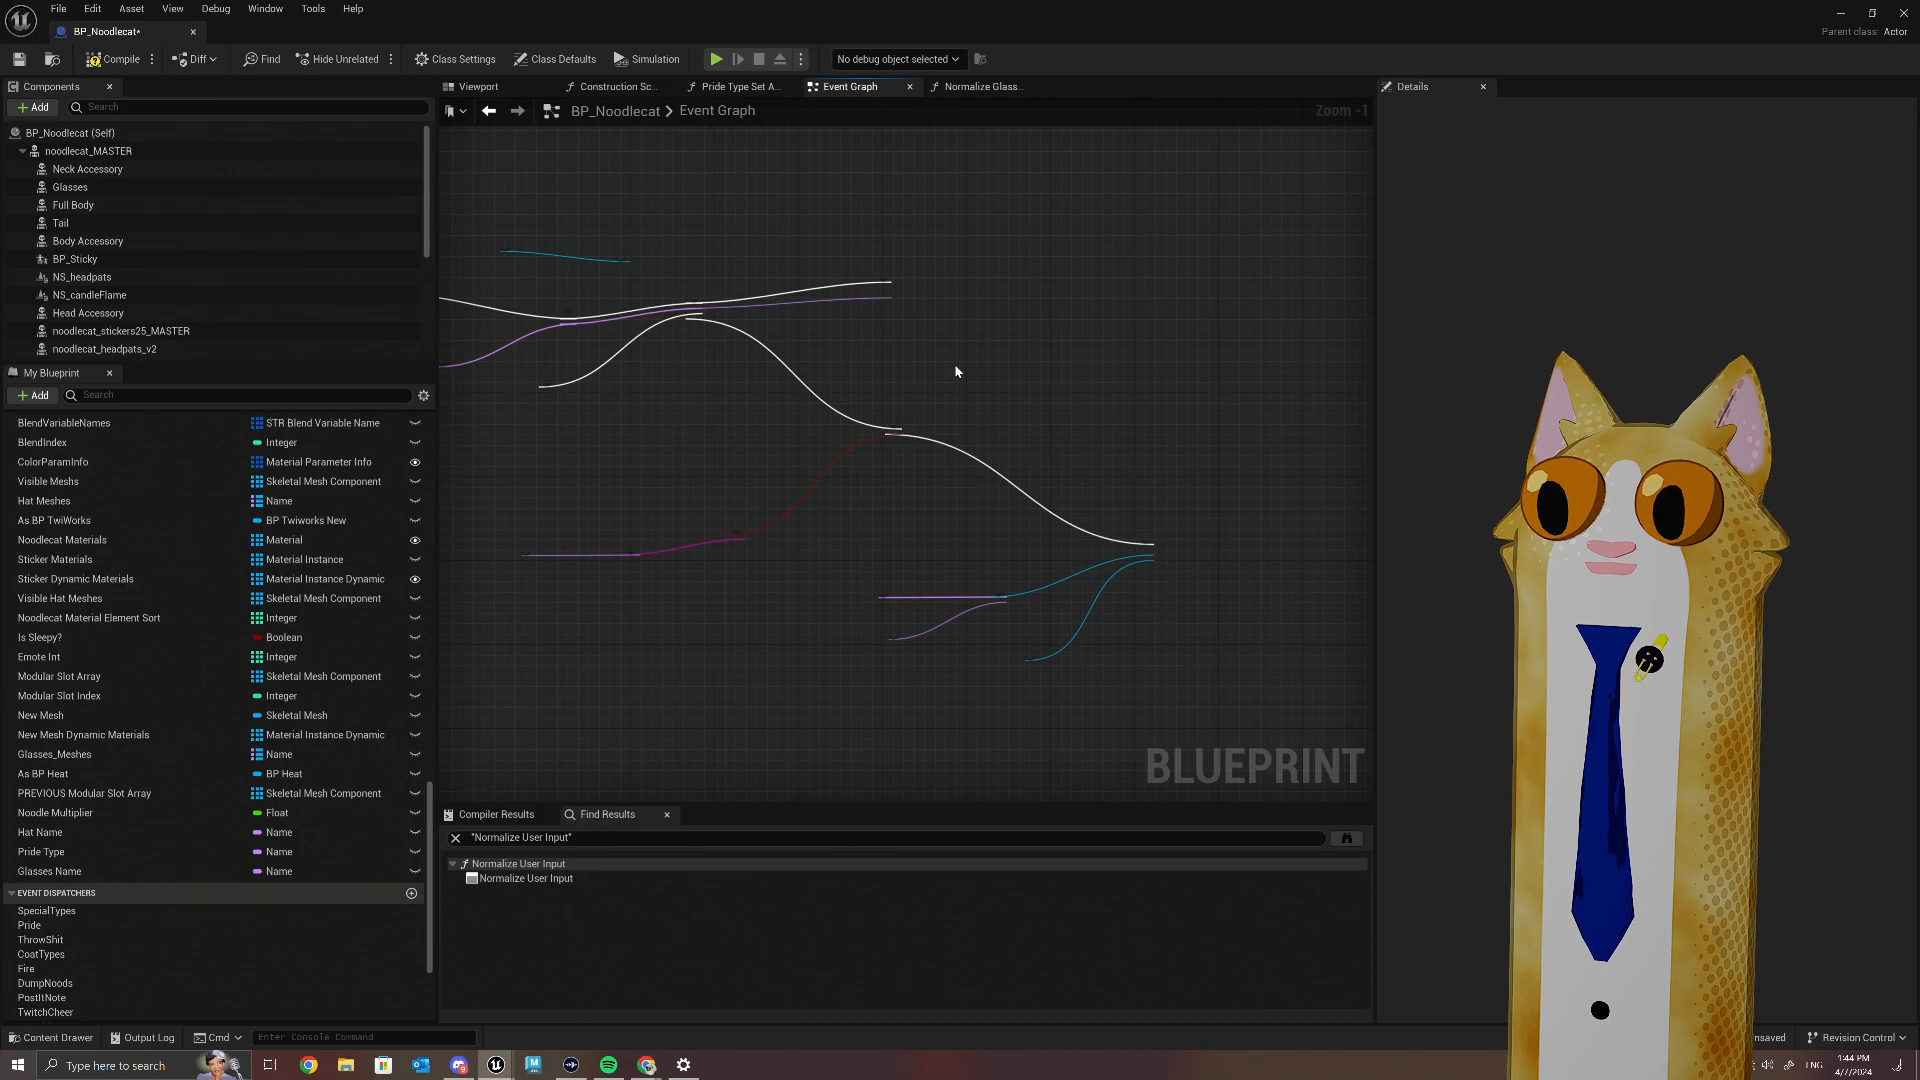 File Edit Asset View Debug Window Tools Help
BP_Noodlecat*
Parent class: Actor
Compile Diff Find Hide Unrelated Class Settings Class Defaults Simulation No debug object selected
Components
Viewport Construction Sc... Pride Type Set A... Event Graph Normalize Glass... Details
Add Search
BP_Noodlecat > Event Graph Zoom -1
BP_Noodlecat (Self)
noodlecat_MASTER
Neck Accessory
Glasses
Full Body
Tail
Body Accessory
BP_Sticky
NS_headpats
NS_candleFlame
Head Accessory
noodlecat_stickers25_MASTER
noodlecat_headpats_v2
My Blueprint
Add Search
BlendVariableNames STR Blend Variable Name
BlendIndex Integer
ColorParamInfo Material Parameter Info
Visible Meshs Skeletal Mesh Component
Hat Meshes Name
As BP TwiWorks BP Twiworks New
Noodlecat Materials Material
Sticker Materials Material Instance
Sticker Dynamic Materials Material Instance Dynamic
Visible Hat Meshes Skeletal Mesh Component
Noodlecat Material Element Sort Integer
Is Sleepy? Boolean
Emote Int Integer
Modular Slot Array Skeletal Mesh Component
Modular Slot Index Integer
New Mesh Skeletal Mesh
New Mesh Dynamic Materials Material Instance Dynamic
Glasses_Meshes Name
As BP Heat BP Heat
PREVIOUS Modular Slot Array Skeletal Mesh Component
Noodle Multiplier Float
Hat Name Name
Pride Type Name
Glasses Name Name
EVENT DISPATCHERS
SpecialTypes
Pride
ThrowShit
CoatTypes
Fire
DumpNoods
PostItNote
TwitchCheer
BLUEPRINT
Compiler Results Find Results
"Normalize User Input"
Normalize User Input
Normalize User Input
Content Drawer Output Log Cmd Enter Console Command
nsaved Revision Control
Type here to search
ENG
1:44 PM
4/7/2024